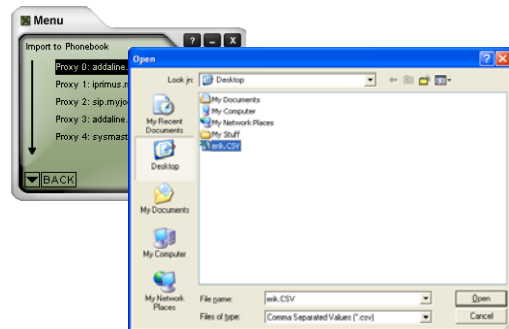 Menu
? – X
Import to Phonebook
Proxy 0: addaline.
Proxy 1: iprimus.r
Proxy 2: sip.myjo
Proxy 3: addaline.
Proxy 4: sysmast
BACK
Open
Look in: Desktop
My Documents
My Computer
My Network Places
My Stuff
erik.CSV
My Recent
Documents
Desktop
My Documents
My Computer
My Network
Places
File name: erik.CSV Open
Files of type: Comma Separated Values (*.csv) Cancel